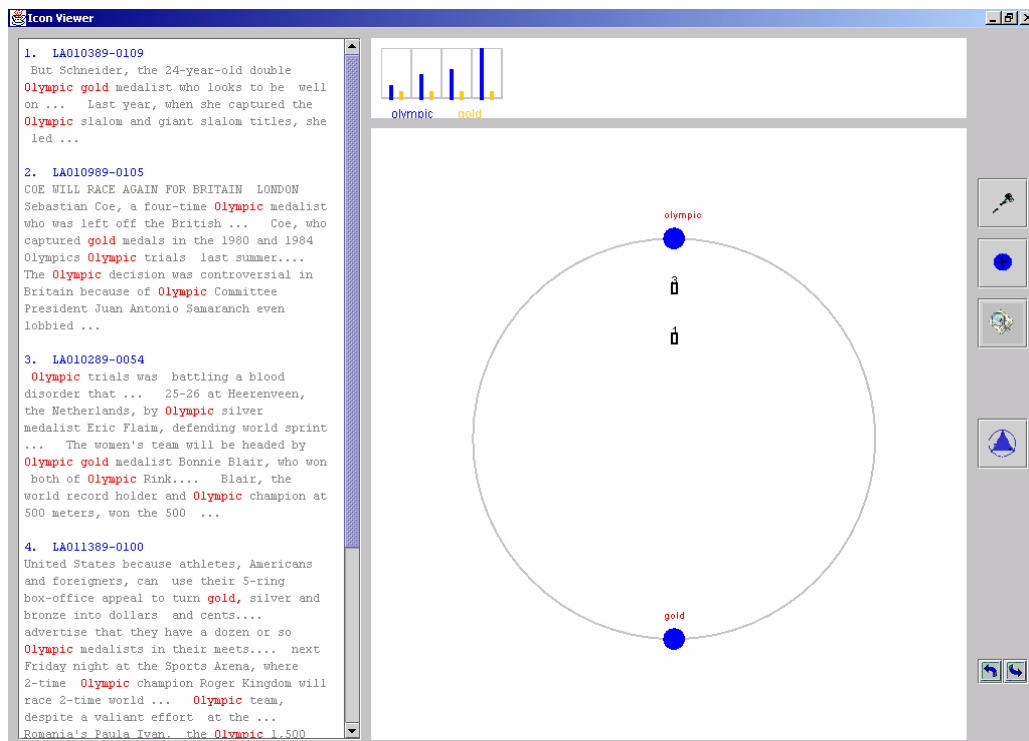 Icon Viewer
1. LA010389-0109
But Schneider, the 24-year-old double
Olympic gold medalist who looks to be well
on ... Last year, when she captured the
Olympic slalom and giant slalom titles, she
led ...
2. LA010989-0105
COE WILL RACE AGAIN FOR BRITAIN LONDON
Sebastian Coe, a four-time Olympic medalist
who was left off the British ... Coe, who
captured gold medals in the 1980 and 1984
Olympics Olympic trials last summer....
The Olympic decision was controversial in
Britain because of Olympic Committee
President Juan Antonio Samaranch even
lobbied ...
3. LA010289-0054
Olympic trials was battling a blood
disorder that ... 25-26 at Heerenveen,
the Netherlands, by Olympic silver
medalist Eric Flaim, defending world sprint
... The women's team will be headed by
Olympic gold medalist Bonnie Blair, who won
both of Olympic Rink.... Blair, the
world record holder and Olympic champion at
500 meters, won the 500 ...
4. LA011389-0100
United States because athletes, Americans
and foreigners, can use their 5-ring
box-office appeal to turn gold, silver and
bronze into dollars and cents....
advertise that they have a dozen or so
Olympic medalists in their meets.... next
Friday night at the Sports Arena, where
2-time Olympic champion Roger Kingdom will
race 2-time world ... Olympic team,
despite a valiant effort at the ...
Romania's Paula Ivan, the Olympic 1,500
olympic gold
olympic
3
1
gold